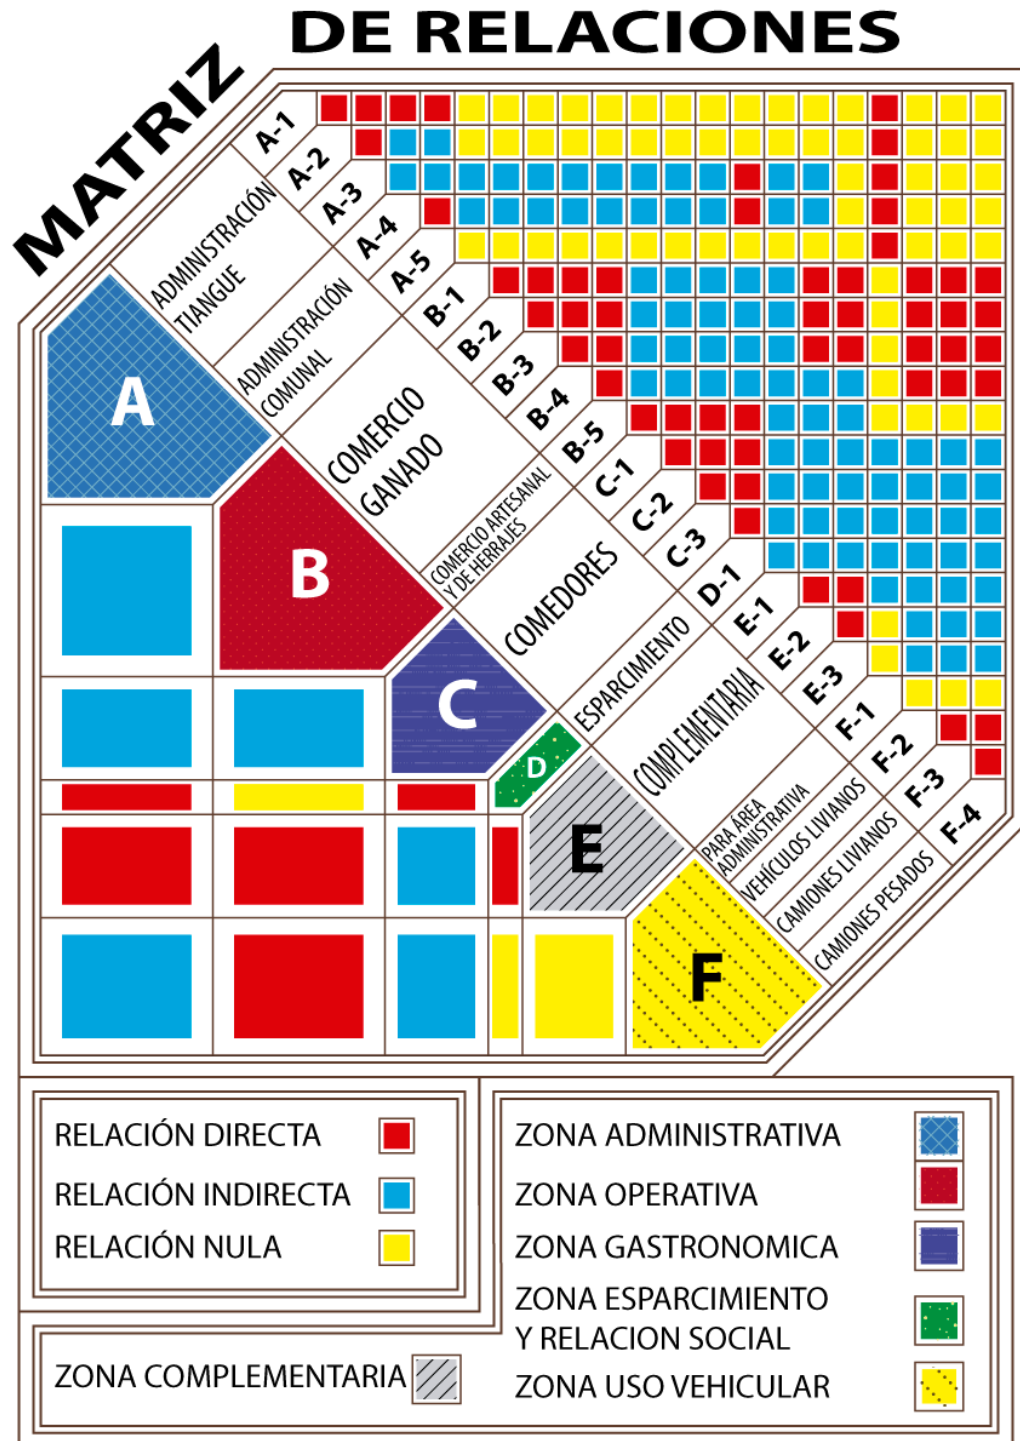 MATRIZ
DE RELACIONES
A-1
A-2
A-3
A-4
A-5
B-1
B-2
B-3
B-4
B-5
C-1
C-2
C-3
D-1
E-1
E-2
E-3
F-1
F-2
F-3
F-4
ADMINISTRACIÓN
TIANGUE
ADMINISTRACIÓN
COMUNAL
COMERCIO
GANADO
COMERCIO ARTESANAL
Y DE HERRAJES
COMEDORES
ESPARCIMIENTO
COMPLEMENTARIA
PARA ÁREA
ADMINISTRATIVA
VEHÍCULOS LIVIANOS
CAMIONES LIVIANOS
CAMIONES PESADOS
A
B
C
D
E
F
RELACIÓN DIRECTA
RELACIÓN INDIRECTA
RELACIÓN NULA
ZONA COMPLEMENTARIA
ZONA ADMINISTRATIVA
ZONA OPERATIVA
ZONA GASTRONOMICA
ZONA ESPARCIMIENTO
Y RELACION SOCIAL
ZONA USO VEHICULAR